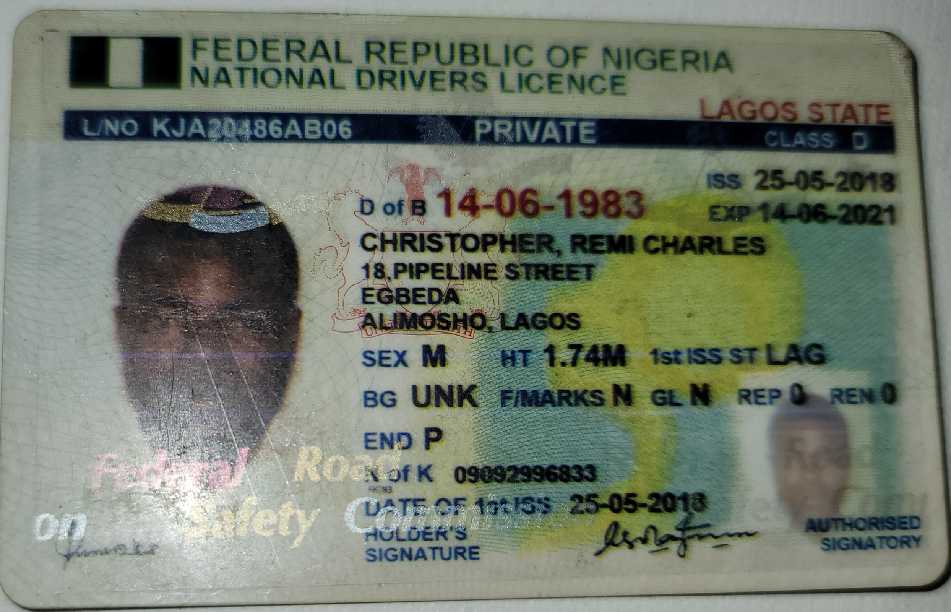 FEDERAL REPUBLIC OF NIGERIA
NATIONAL DRIVERS LICENCE
LAGOS STATE
L/NO KJA20486AB06 PRIVATE CLASS D
ISS 25-05-2018
D of B 14-06-1983 EXP 14-06-2021
CHRISTOPHER, REMI CHARLES
18,PIPELINE STREET
EGBEDA
ALIMOSHO, LAGOS
SEX M HT 1.74M 1st ISS ST LAG
BG UNK F/MARKS N GL N REP 0 REN 0
END P
N of K 09092996833
Federal Road
DATE OF 1st ISS 25-05-2018
on Safety
HOLDER'S
SIGNATURE
AUTHORISED
SIGNATORY